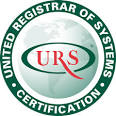 UNITED REGISTRAR OF SYSTEMS
URS
• CERTIFICATION •